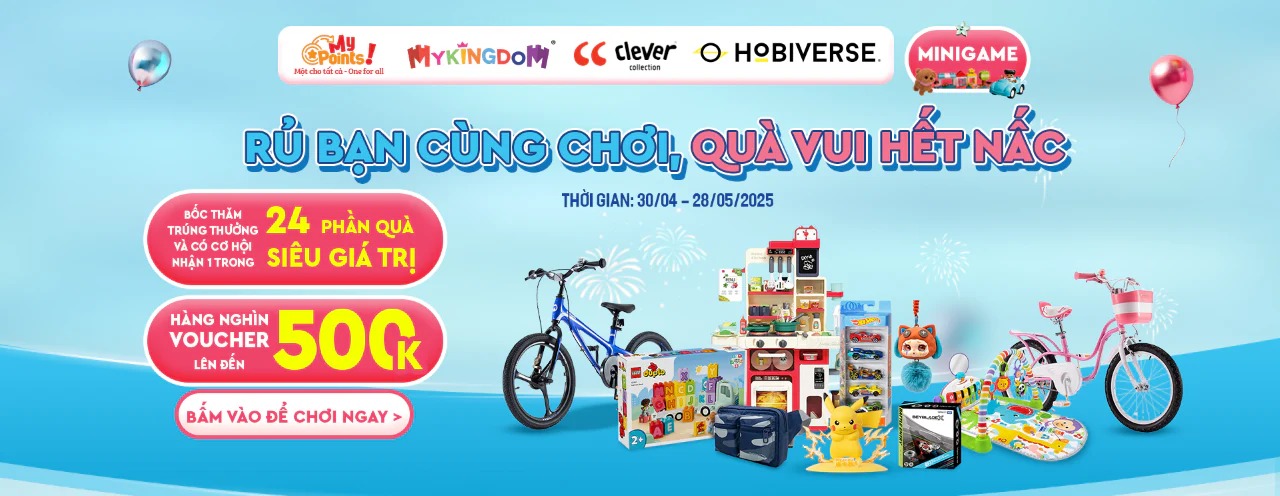 My Points!
Một cho tất cả - One for all
MYKINGDOM®
clever
collection
HOBIVERSE.
MINIGAME
RỦ BẠN CÙNG CHƠI, QUÀ VUI HẾT NẤC
THỜI GIAN: 30/04 – 28/05/2025
BỐC THĂM
TRÚNG THƯỞNG
VÀ CÓ CƠ HỘI
NHẬN 1 TRONG
24 PHẦN QUÀ
SIÊU GIÁ TRỊ
HÀNG NGHÌN
VOUCHER
LÊN ĐẾN
500K
BẤM VÀO ĐỂ CHƠI NGAY >
LEGO
duplo
2+
BEYBLADE X